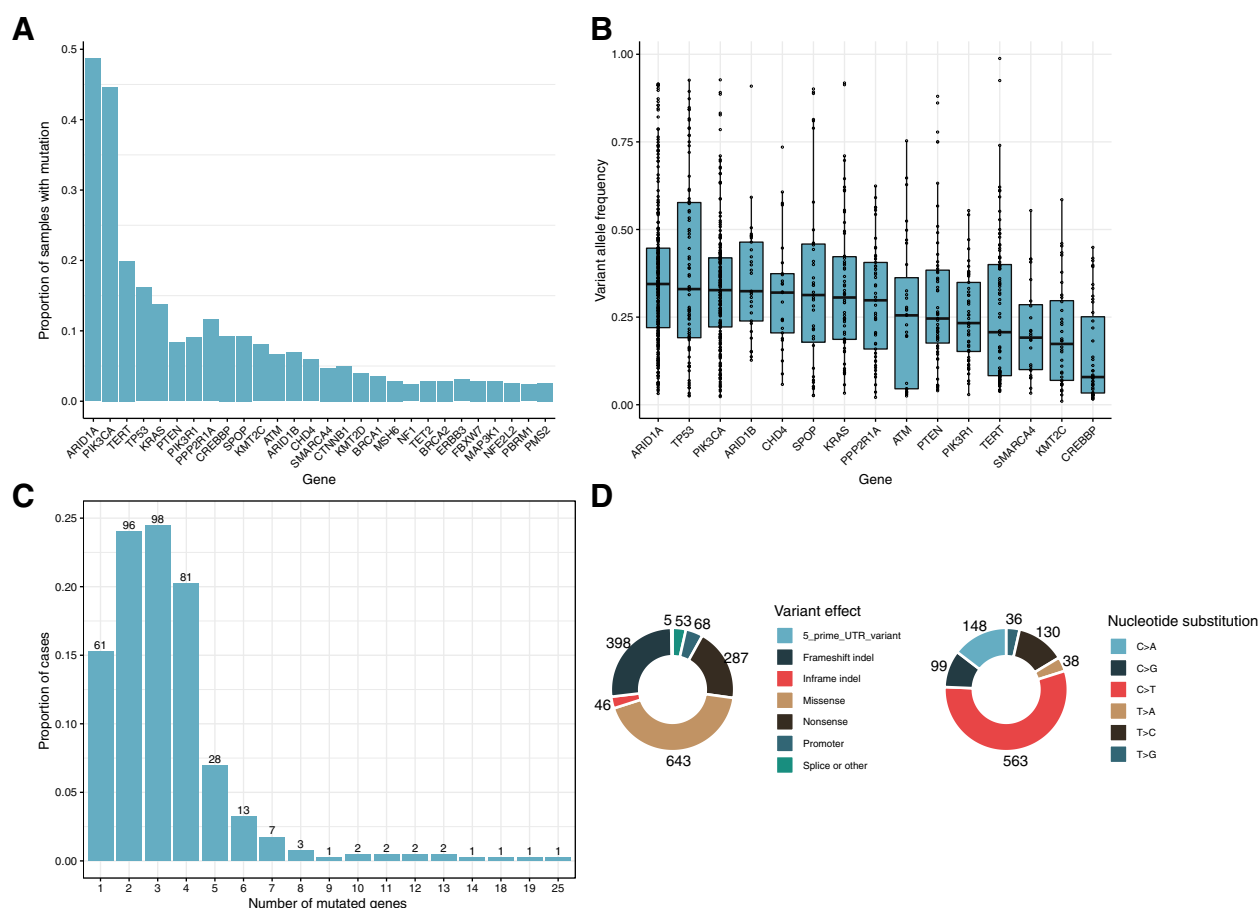 A
0.5
0.4
0.3
0.2
0.1
0.0
Proportion of samples with mutation
ARID1A
PIK3CA
TERT
TP53
KRAS
PTEN
PIK3R1
PPP2R1A
CREBBP
SPOP
KMT2C
ATM
ARID1B
CHD4
SMARCA4
CTNNB1
KMT2D
BRCA1
MSH6
NF1
TET2
BRCA2
ERBB3
FBXW7
MAP3K1
NFE2L2
PBRM1
PMS2
Gene
B
1.00
0.75
0.50
0.25
0.00
Variant allele frequency
ARID1A
TP53
PIK3CA
ARID1B
CHD4
SPOP
KRAS
PPP2R1A
ATM
PTEN
PIK3R1
TERT
SMARCA4
KMT2C
CREBBP
Gene
C
0.25
0.20
0.15
0.10
0.05
0.00
Proportion of cases
61
96
98
81
28
13
7
3
1
2
2
2
2
1
1
1
1
1 2 3 4 5 6 7 8 9 10 11 12 13 14 18 19 25
Number of mutated genes
D
5 53 68
398
287
46
643
Variant effect
5_prime_UTR_variant
Frameshift indel
Inframe indel
Missense
Nonsense
Promoter
Splice or other
36
148
130
99
38
563
Nucleotide substitution
C>A
C>G
C>T
T>A
T>C
T>G